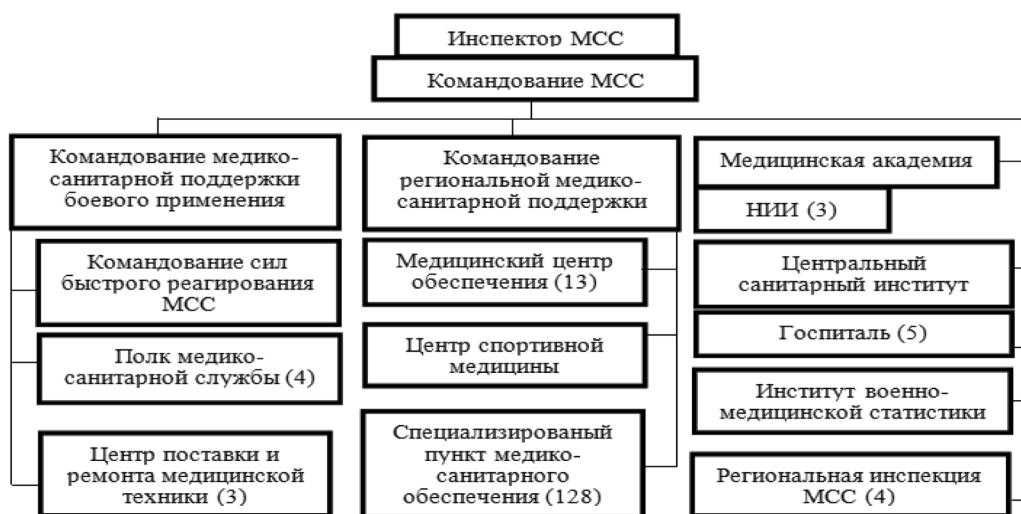 Инспектор МСС
Командование МСС
Командование медико-
санитарной поддержки
боевого применения
Командование сил
быстрого реагирования
МСС
Полк медико-
санитарной службы (4)
Центр поставки и
ремонта медицинской
техники (3)
Командование
региональной медико-
санитарной поддержки
Медицинский центр
обеспечения (13)
Центр спортивной
медицины
Специализированый
пункт медико-
санитарного
обеспечения (128)
Медицинская академия
НИИ (3)
Центральный
санитарный институт
Госпиталь (5)
Институт военно-
медицинской статистики
Региональная инспекция
МСС (4)